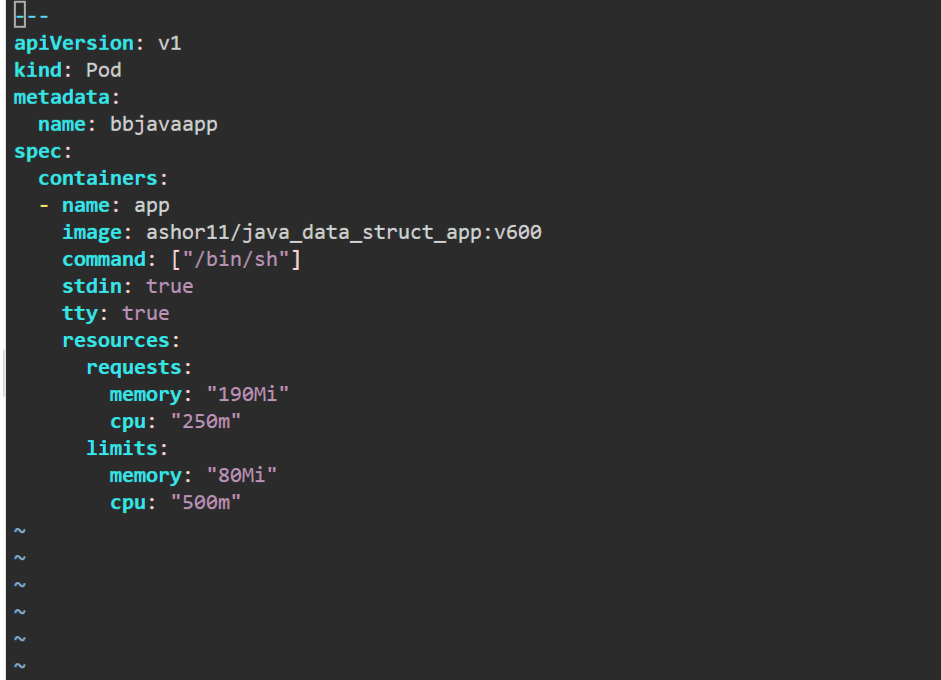 ---
apiVersion: v1
kind: Pod
metadata:
  name: bbjavaapp
spec:
  containers:
  - name: app
    image: ashor11/java_data_struct_app:v600
    command: ["/bin/sh"]
    stdin: true
    tty: true
    resources:
      requests:
        memory: "190Mi"
        cpu: "250m"
      limits:
        memory: "80Mi"
        cpu: "500m"
~
~
~
~
~
~